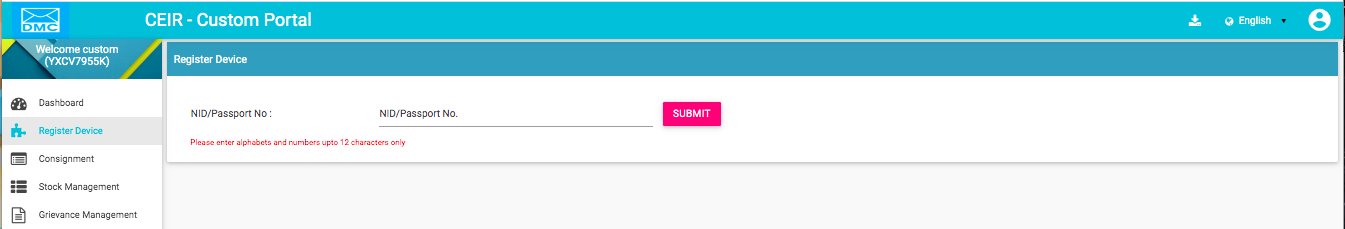 DMC
CEIR - Custom Portal
English
Welcome custom
(YXCV7955K)
Register Device
Dashboard
Register Device
Consignment
Stock Management
Grievance Management
NID/Passport No :
NID/Passport No.
SUBMIT
Please enter alphabets and numbers upto 12 characters only